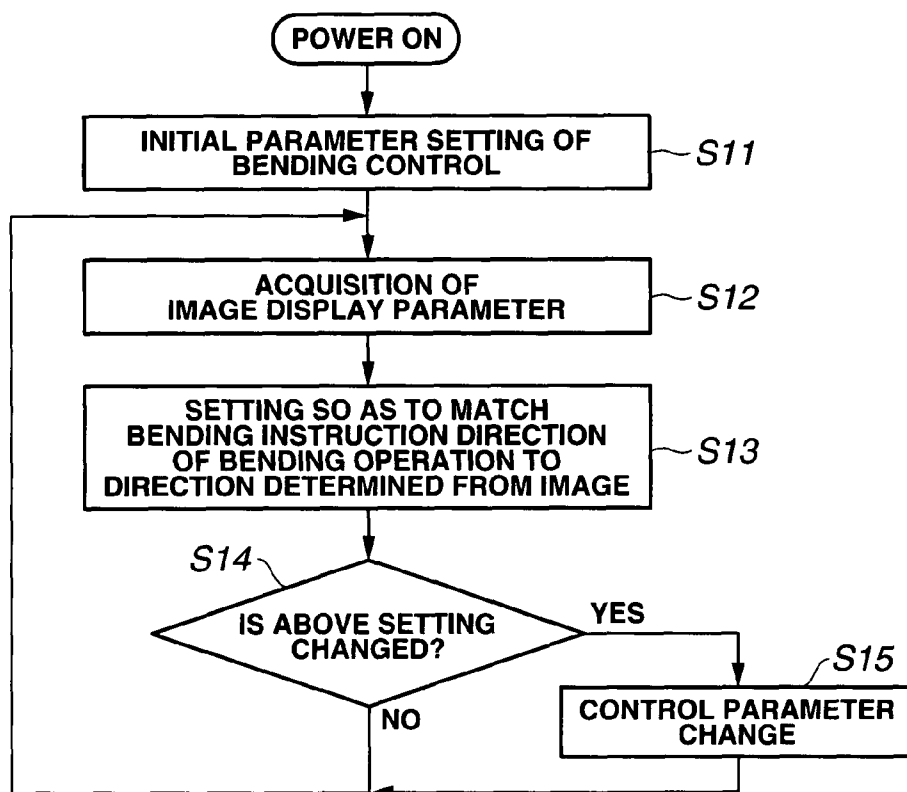 POWER ON
INITIAL PARAMETER SETTING OF
BENDING CONTROL
S11
ACQUISITION OF
IMAGE DISPLAY PARAMETER
S12
SETTING SO AS TO MATCH
BENDING INSTRUCTION DIRECTION
OF BENDING OPERATION TO
DIRECTION DETERMINED FROM IMAGE
S13
S14
IS ABOVE SETTING
CHANGED?
YES
NO
S15
CONTROL PARAMETER
CHANGE